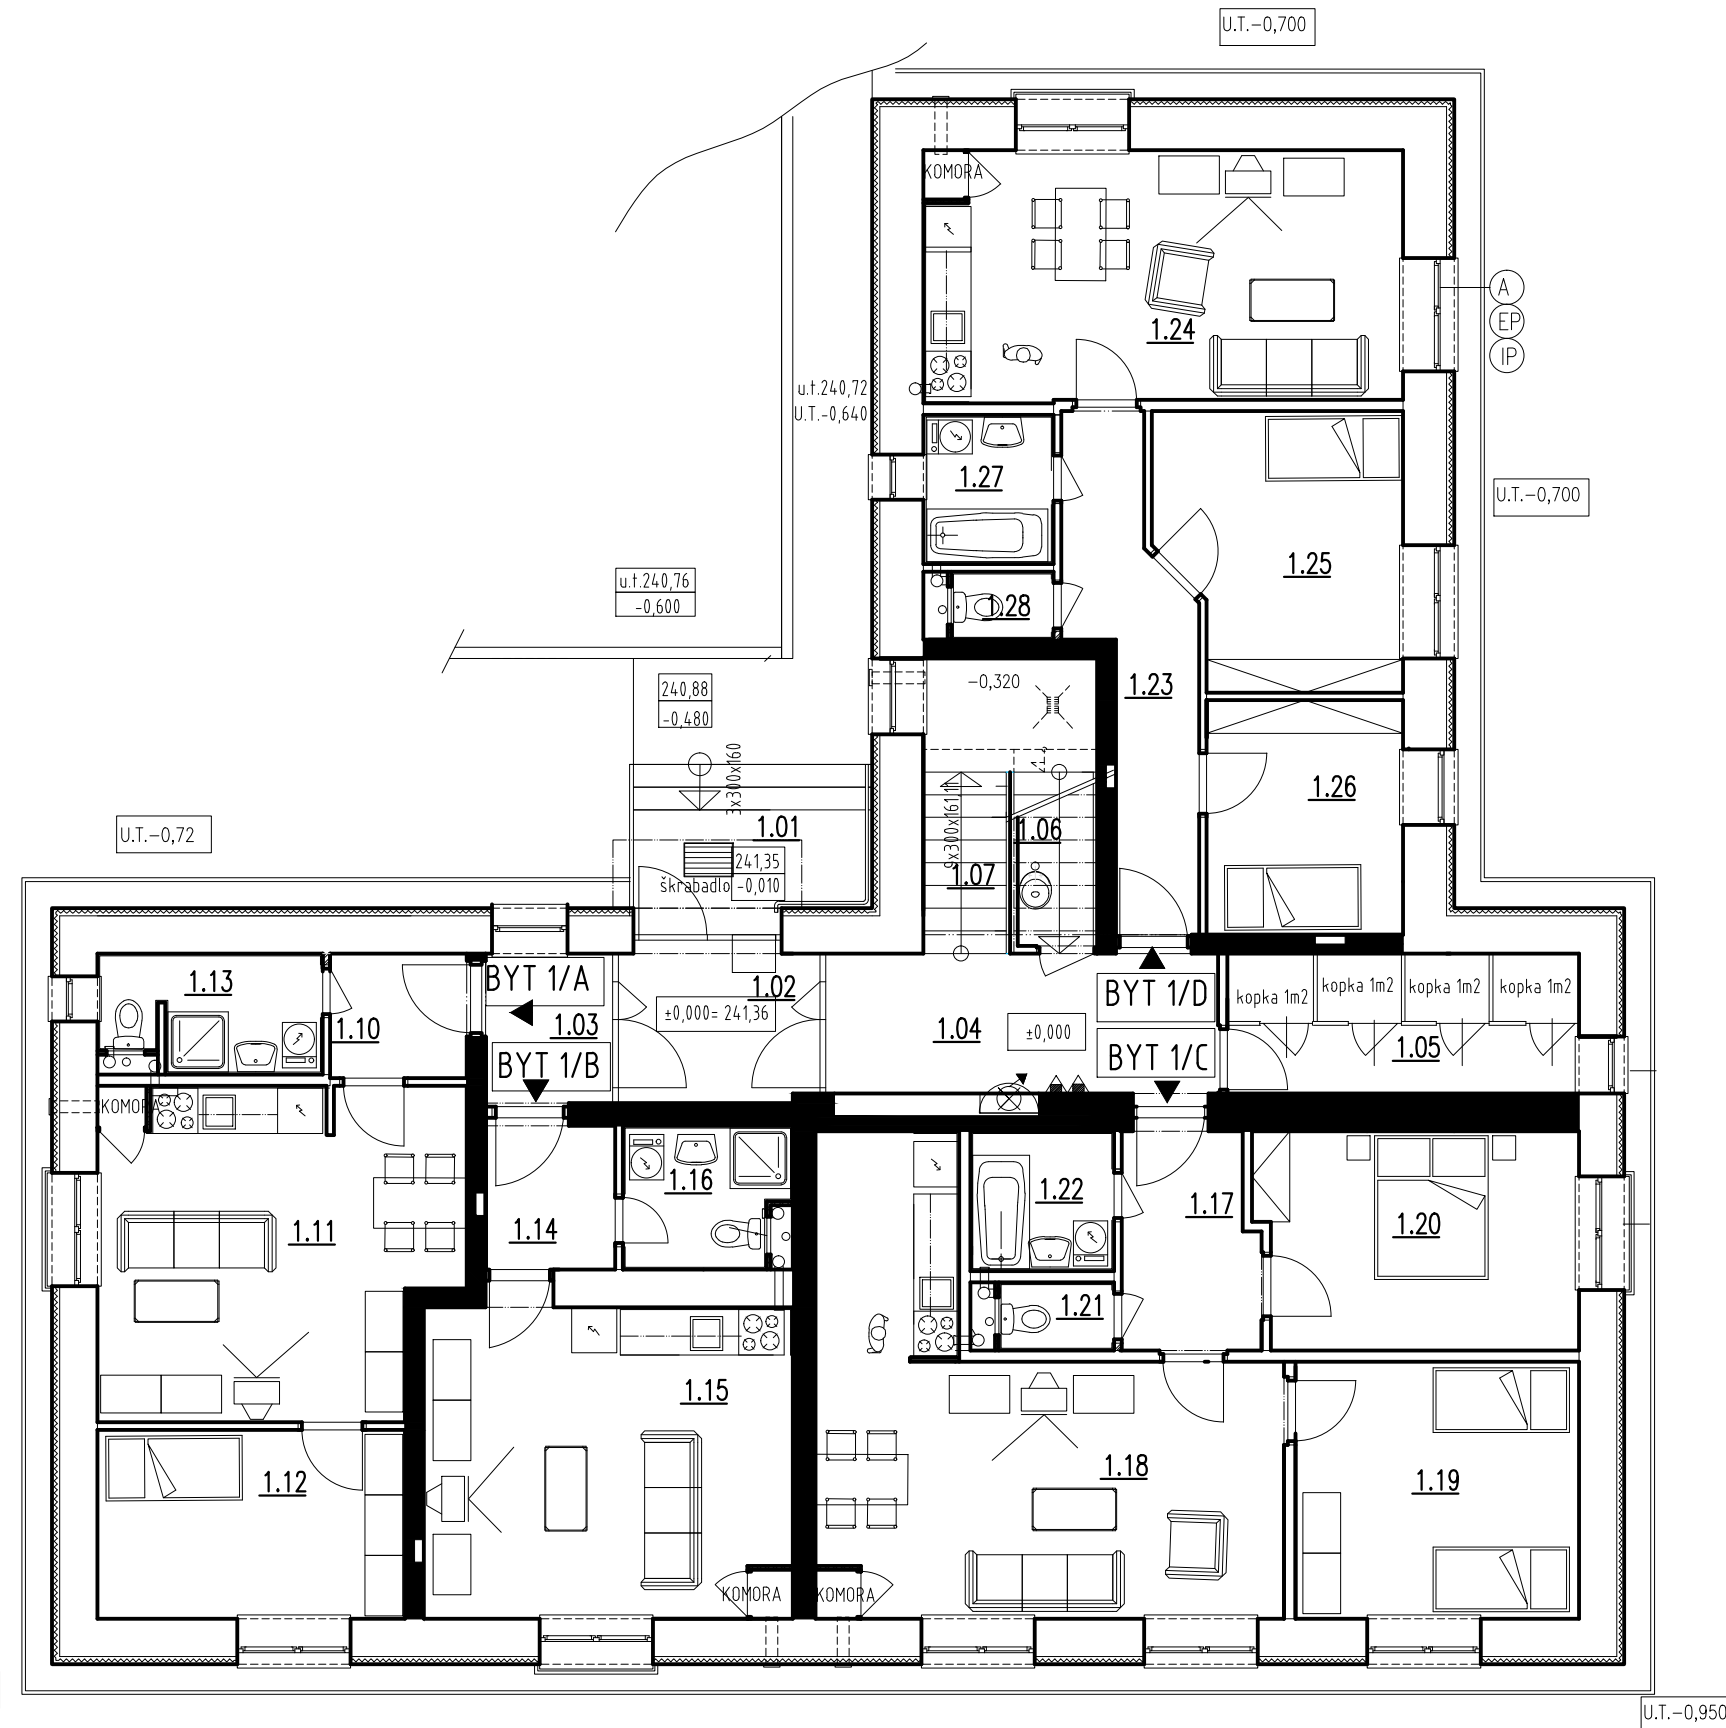 U.T.-0,700
KOMORA
A
EP
IP
1.24
u.t.240,72
U.T.-0,640
1.27
U.T.-0,700
1.25
u.t.240,76
-0,600
1.28
240,88
-0,480
-0,320
1.23
3x300x160
1.26
U.T.-0,72
1.01
1.06
9x300x161,11
241,35
škrabadlo -0,010
1.07
1.13
BYT 1/A
1.02
BYT 1/D
kopka 1m2
kopka 1m2
kopka 1m2
kopka 1m2
1.10
1.03
±0,000= 241,36
1.04
±0,000
1.05
BYT 1/B
BYT 1/C
KOMORA
1.16
1.22
1.17
1.20
1.11
1.14
1.21
1.15
1.12
1.18
1.19
KOMORA
KOMORA
U.T.-0,950